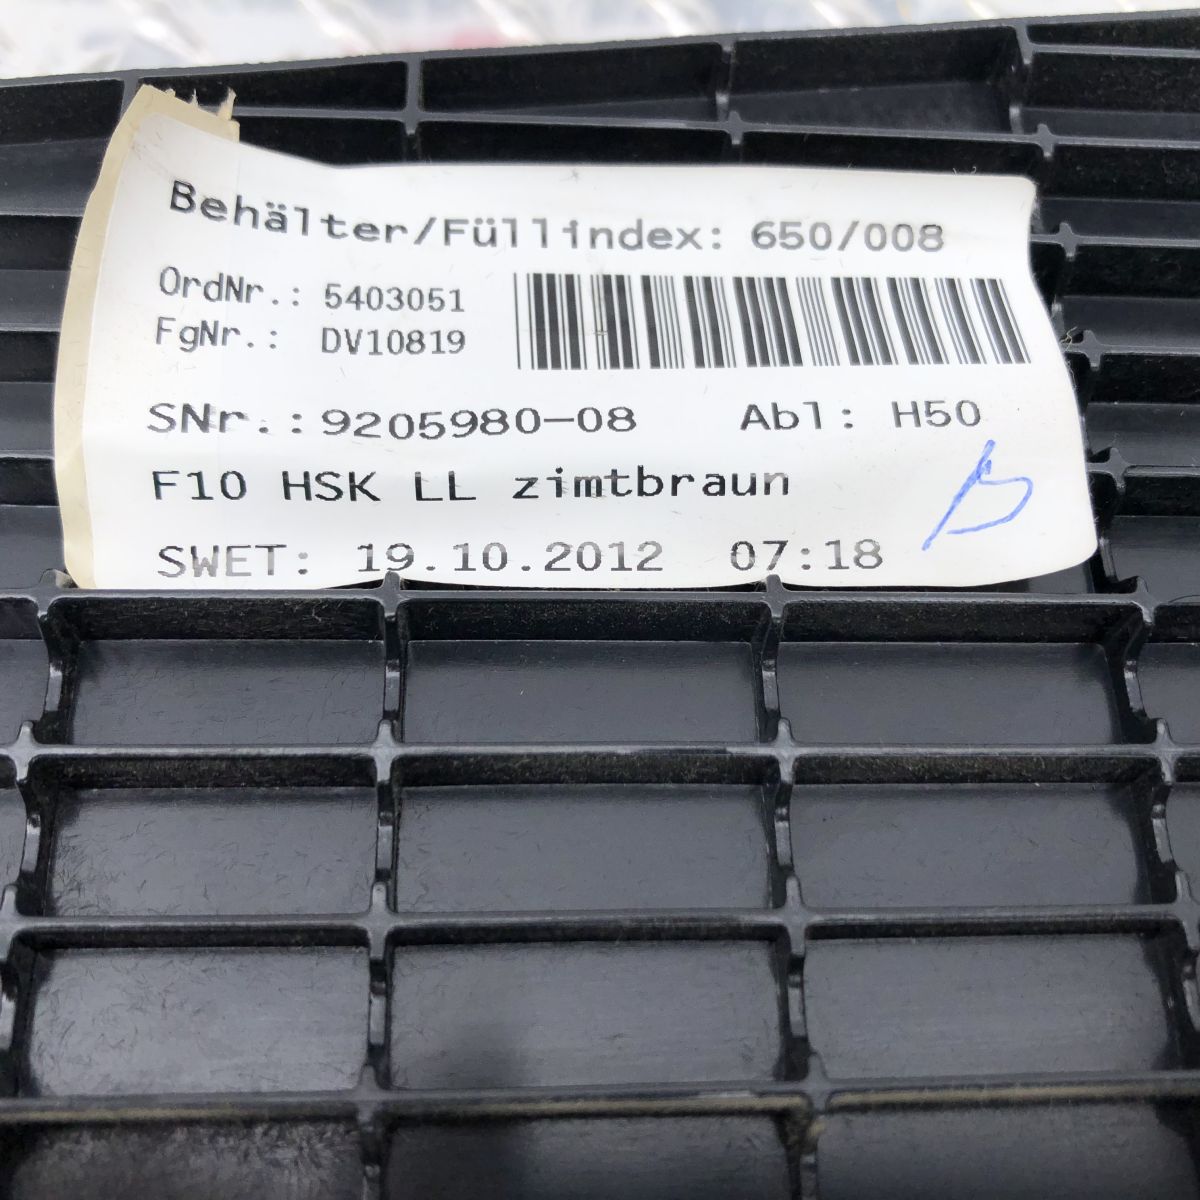 Behälter/Füllindex: 650/008
OrdNr.: 5403051
FgNr.: DV10819
SNr.:9205980-08 Abl: H50
F10 HSK LL zimtbraun
SWET: 19.10.2012 07:18